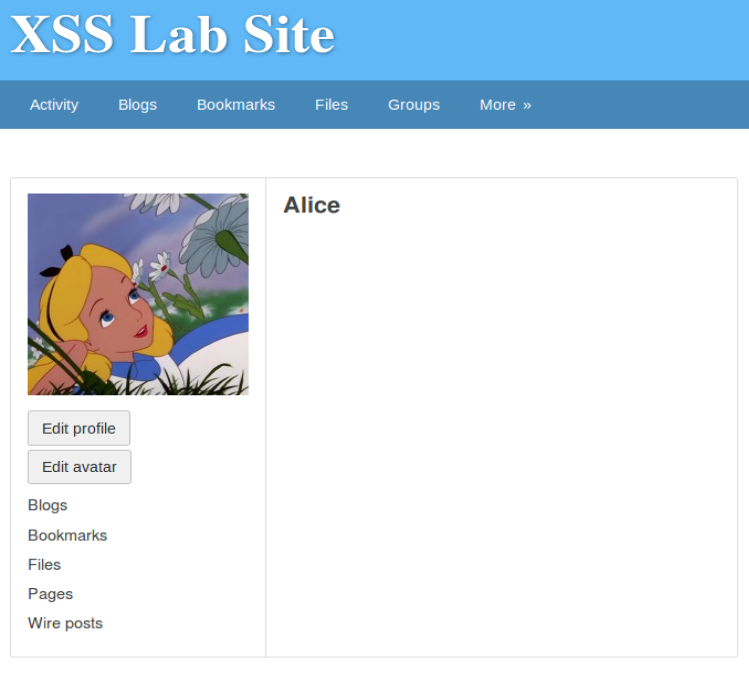 XSS Lab Site
Activity Blogs Bookmarks Files Groups More »
Alice
Edit profile
Edit avatar
Blogs
Bookmarks
Files
Pages
Wire posts